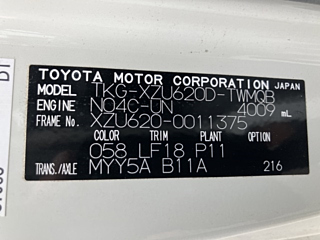 TOYOTA MOTOR CORPORATION JAPAN
MODEL TKG-XZU620D-TWMQB
ENGINE N04C-UN 4009 mL
FRAME No. XZU620-0011375
COLOR TRIM PLANT OPTION
058 LF18 P11
TRANS./AXLE MYY5A B11A 216